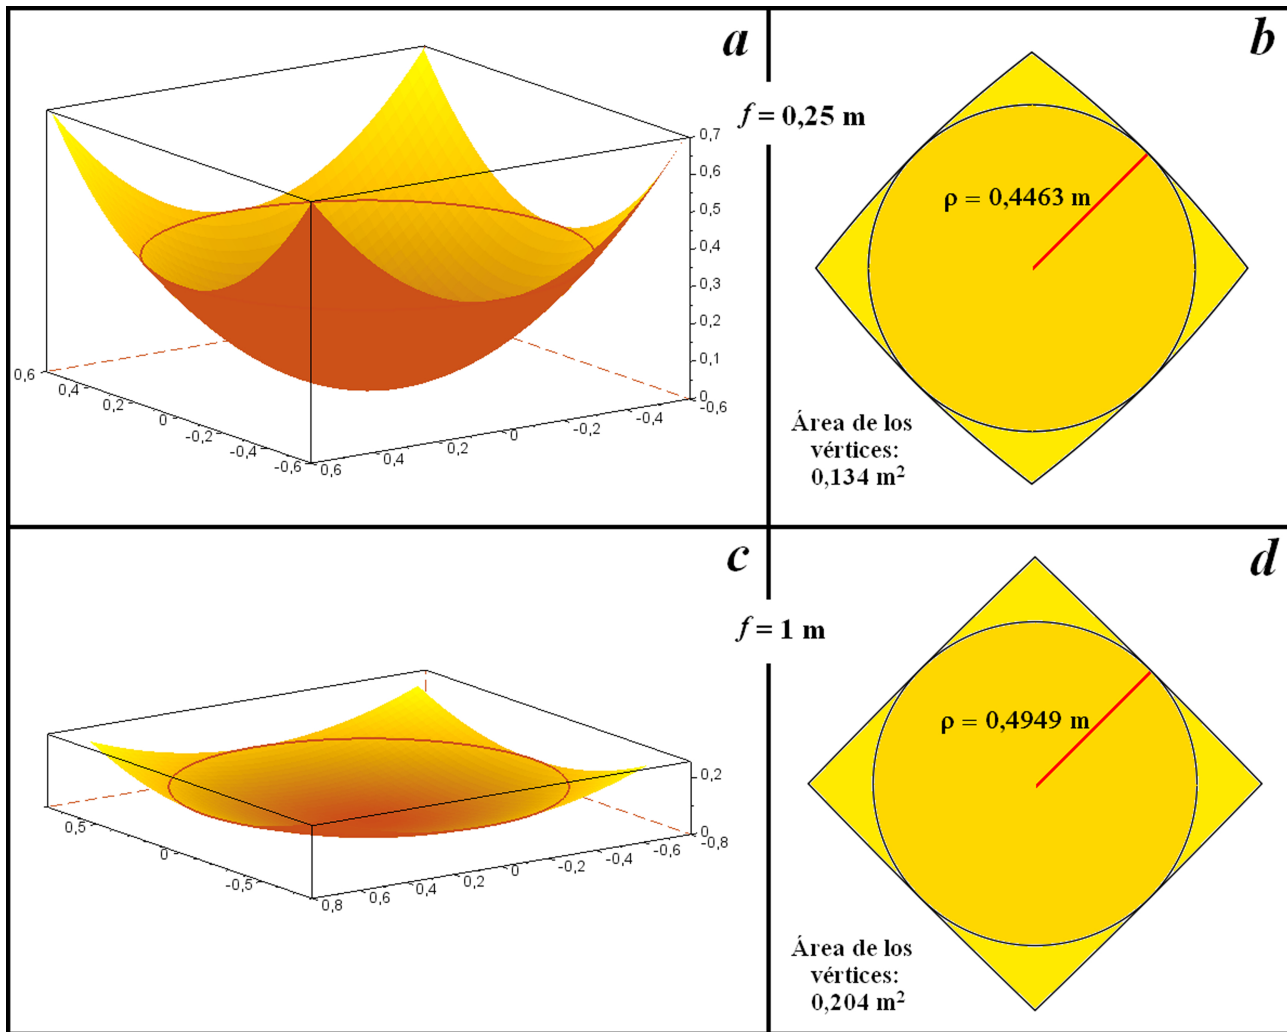 a
f = 0,25 m
0,7
0,6
0,5
0,4
0,3
0,2
0,1
0
-0,6
-0,4
-0,2
0
0,2
0,4
0,6
-0,6
-0,4
-0,2
0
0,2
0,4
0,6
b
ρ = 0,4463 m
Área de los
vértices:
0,134 m²
c
f = 1 m
0,2
0
-0,8
-0,6
-0,4
-0,2
0
0,2
0,4
0,6
0,8
-0,5
0
0,5
d
ρ = 0,4949 m
Área de los
vértices:
0,204 m²